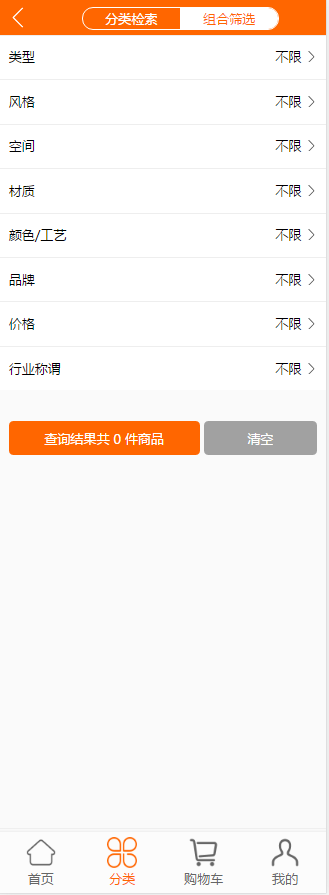 分类检索 组合筛选
类型 不限
风格 不限
空间 不限
材质 不限
颜色/工艺 不限
品牌 不限
价格 不限
行业称谓 不限
查询结果共 0 件商品 清空
首页 分类 购物车 我的